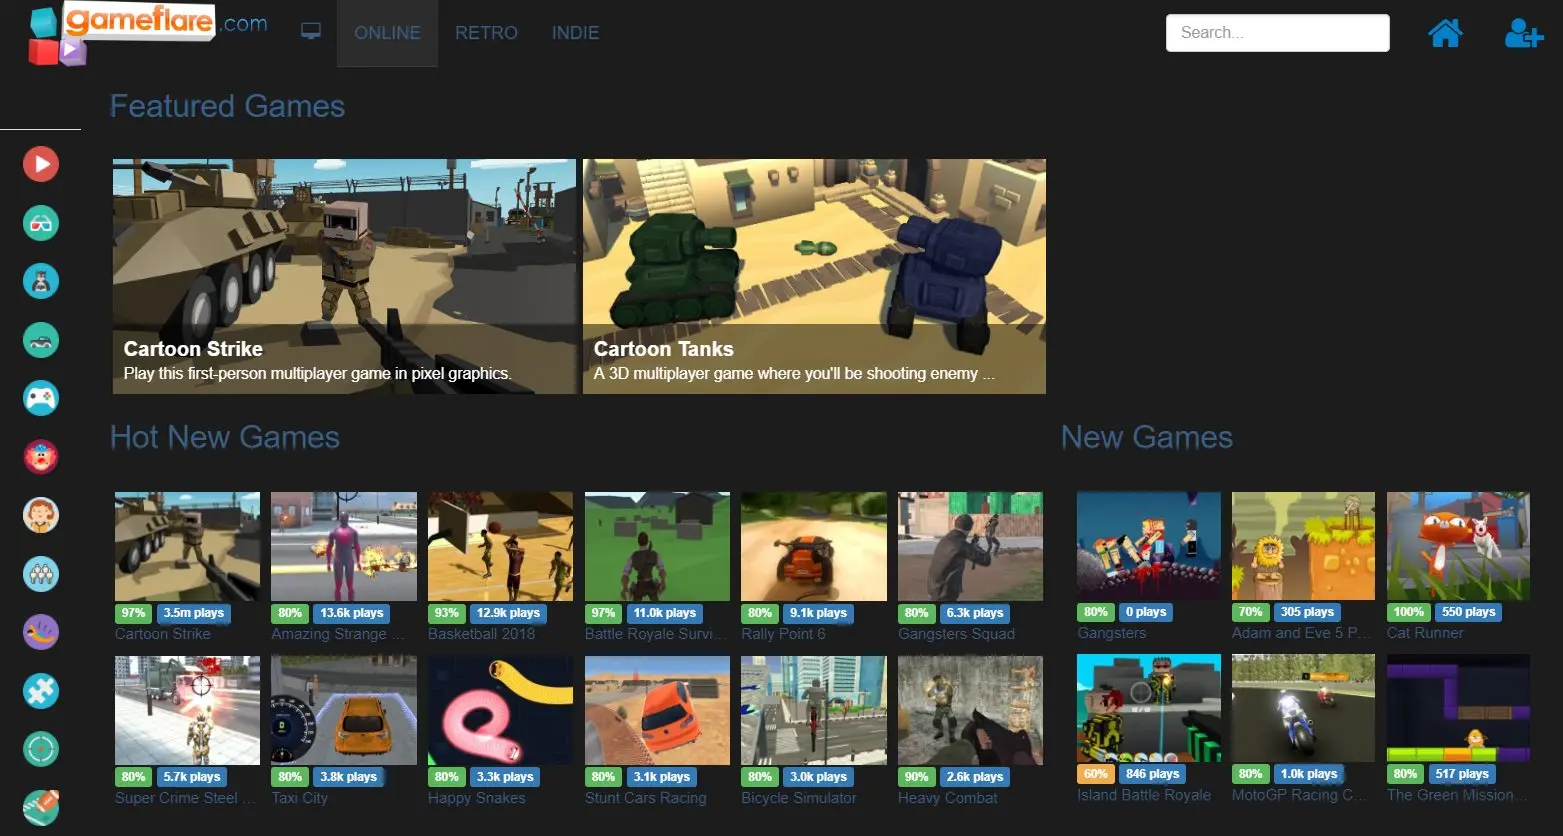 gameflare.com
ONLINE RETRO INDIE
Search...
Featured Games
Cartoon Strike
Play this first-person multiplayer game in pixel graphics.
Cartoon Tanks
A 3D multiplayer game where you'll be shooting enemy ...
Hot New Games
97% 3.5m plays
Cartoon Strike
80% 13.6k plays
Amazing Strange ...
93% 12.9k plays
Basketball 2018
97% 11.0k plays
Battle Royale Survi...
80% 9.1k plays
Rally Point 6
80% 6.3k plays
Gangsters Squad
80% 5.7k plays
Super Crime Steel ...
80% 3.8k plays
Taxi City
80% 3.3k plays
Happy Snakes
80% 3.1k plays
Stunt Cars Racing
80% 3.0k plays
Bicycle Simulator
90% 2.6k plays
Heavy Combat
New Games
80% 0 plays
Gangsters
70% 305 plays
Adam and Eve 5 P...
100% 550 plays
Cat Runner
60% 846 plays
Island Battle Royale
80% 1.0k plays
MotoGP Racing C...
80% 517 plays
The Green Mission...